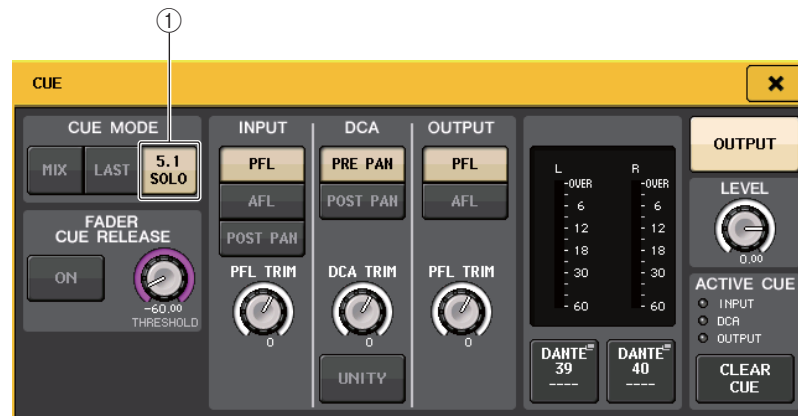 ①
CUE
CUE MODE
MIX
LAST
5.1
SOLO
FADER
CUE RELEASE
ON
-60.00
THRESHOLD
INPUT
PFL
AFL
POST PAN
PFL TRIM
0
DCA
PRE PAN
POST PAN
DCA TRIM
0
UNITY
OUTPUT
PFL
AFL
PFL TRIM
0
L
R
-OVER
-OVER
- 6
- 6
- 12
- 12
- 18
- 18
- 30
- 30
- 60
- 60
DANTE
39
----
DANTE
40
----
OUTPUT
LEVEL
0.00
ACTIVE CUE
INPUT
DCA
OUTPUT
CLEAR
CUE